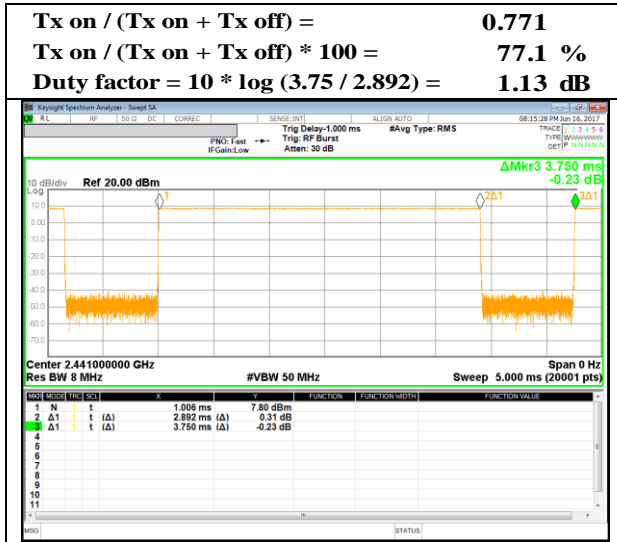 Tx on / (Tx on + Tx off) = 0.771
Tx on / (Tx on + Tx off) * 100 = 77.1 %
Duty factor = 10 * log (3.75 / 2.892) = 1.13 dB
Keysight Spectrum Analyzer - Swept SA
RL RF 50 Ω DC CORREC SENSE:INT ALIGN AUTO 08:15:28 PM Jun 16, 2017
Trig Delay-1.000 ms #Avg Type: RMS TRACE 1 2 3 4 5 6
PNO: Fast Trig: RF Burst TYPE WWWWWW
IFGain:Low Atten: 30 dB DET P N N N N N
ΔMkr3 3.750 ms
-0.23 dB
10 dB/div Ref 20.00 dBm
Log
1 2Δ1 3Δ1
10.0
0.00
-10.0
-20.0
-30.0
-40.0
-50.0
-60.0
-70.0
Center 2.441000000 GHz Span 0 Hz
Res BW 8 MHz #VBW 50 MHz Sweep 5.000 ms (20001 pts)
MKR MODE TRC SCL X Y FUNCTION FUNCTION WIDTH FUNCTION VALUE
1 N 1 t 1.006 ms 7.80 dBm
2 Δ1 1 t (Δ) 2.892 ms (Δ) 0.31 dB
3 Δ1 1 t (Δ) 3.750 ms (Δ) -0.23 dB
4
5
6
7
8
9
10
11
MSG STATUS